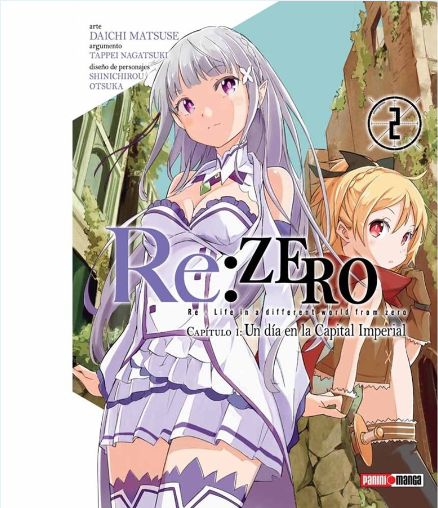 arte
DAICHI MATSUSE
argumento
TAPPEI NAGATSUKI
diseño de personajes
SHINICHIROU
OTSUKA
2
Re:ZERO
Re : Life in a different world from zero
CAPÍTULO 1: Un día en la Capital Imperial
PANINI MANGA